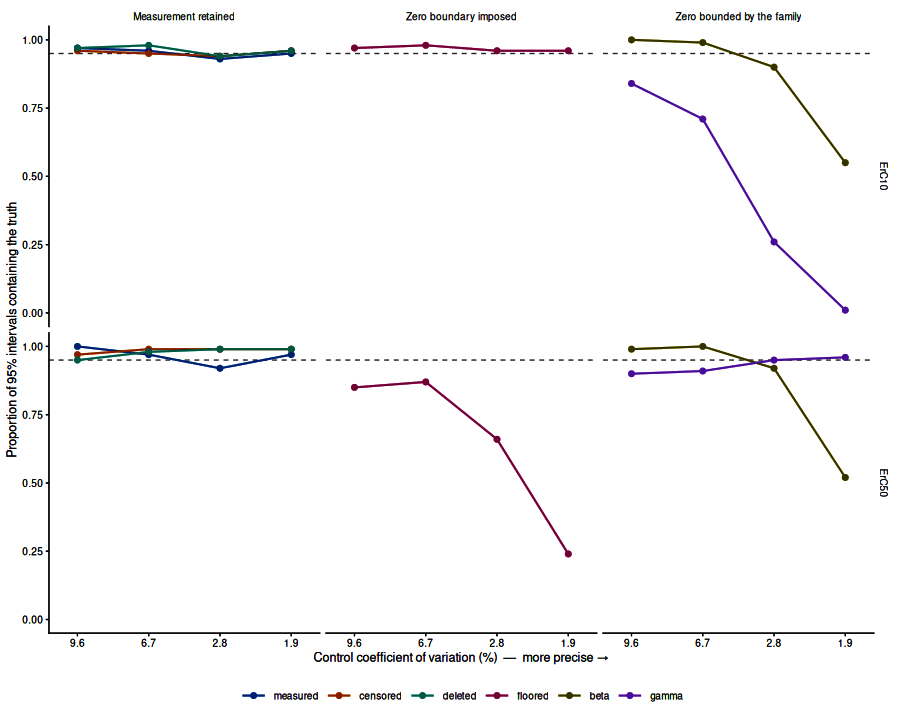 Measurement retained
Zero boundary imposed
Zero bounded by the family
Proportion of 95% intervals containing the truth
1.00
0.75
0.50
0.25
0.00
ErC10
1.00
0.75
0.50
0.25
0.00
ErC50
9.6 6.7 2.8 1.9
9.6 6.7 2.8 1.9
9.6 6.7 2.8 1.9
Control coefficient of variation (%) — more precise →
measured censored deleted floored beta gamma